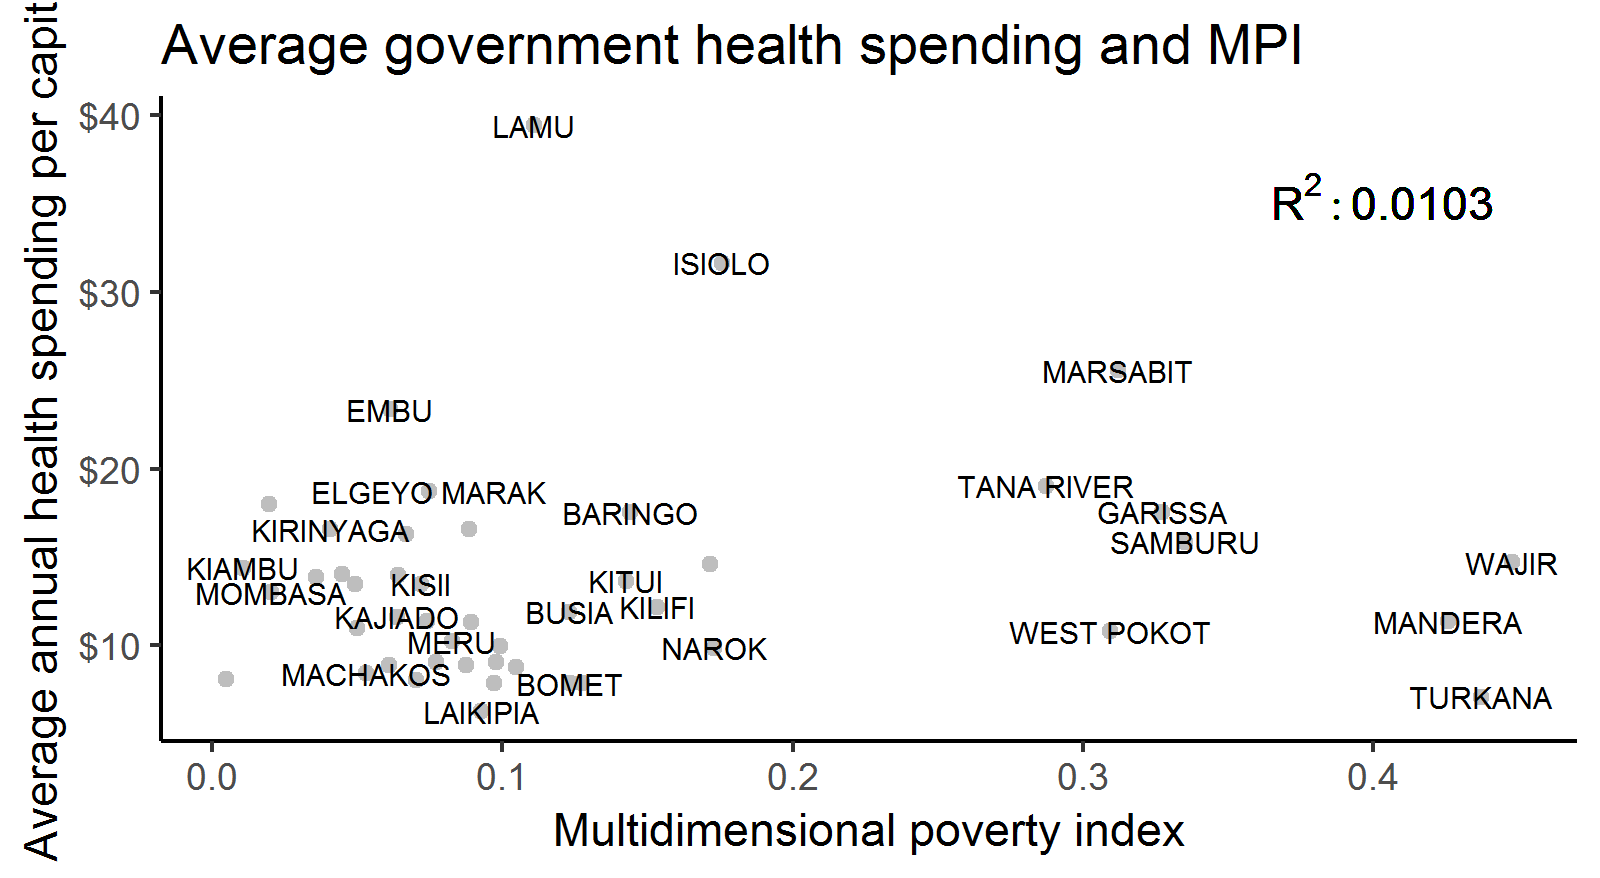 Average government health spending and MPI
Average annual health spending per capit
$40
$30
$20
$10
R²: 0.0103
LAMU
ISIOLO
MARSABIT
EMBU
TANA RIVER
ELGEYO MARAK
GARISSA
BARINGO
KIRINYAGA
SAMBURU
WAJIR
KIAMBU
KITUI
KISII
MOMBASA
KILIFI
BUSIA
MANDERA
KAJIADO
WEST POKOT
MERU
NAROK
MACHAKOS
BOMET
TURKANA
LAIKIPIA
0.0 0.1 0.2 0.3 0.4
Multidimensional poverty index